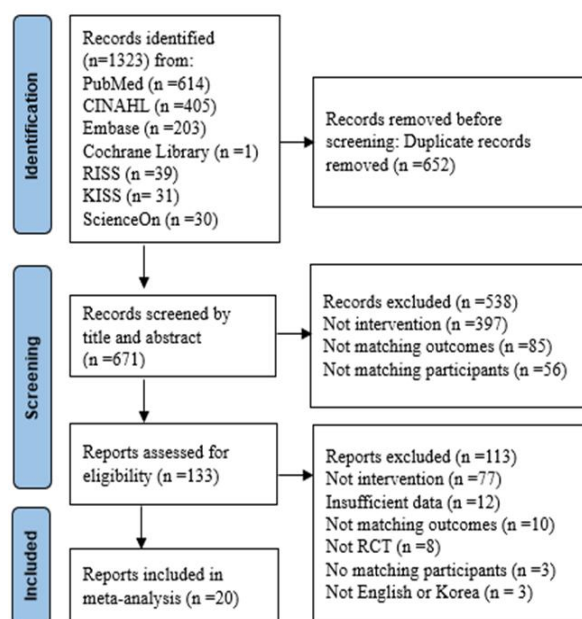 Identification
Records identified
(n=1323) from:
PubMed (n =614)
CINAHL (n =405)
Embase (n =203)
Cochrane Library (n =1)
RISS (n =39)
KISS (n = 31)
ScienceOn (n =30)
Records removed before
screening: Duplicate records
removed (n =652)
Screening
Records screened by
title and abstract
(n =671)
Records excluded (n =538)
Not intervention (n =397)
Not matching outcomes (n =85)
Not matching participants (n =56)
Reports assessed for
eligibility (n =133)
Reports excluded (n =113)
Not intervention (n =77)
Insufficient data (n =12)
Not matching outcomes (n =10)
Not RCT (n =8)
No matching participants (n =3)
Not English or Korea (n = 3)
Included
Reports included in
meta-analysis (n =20)